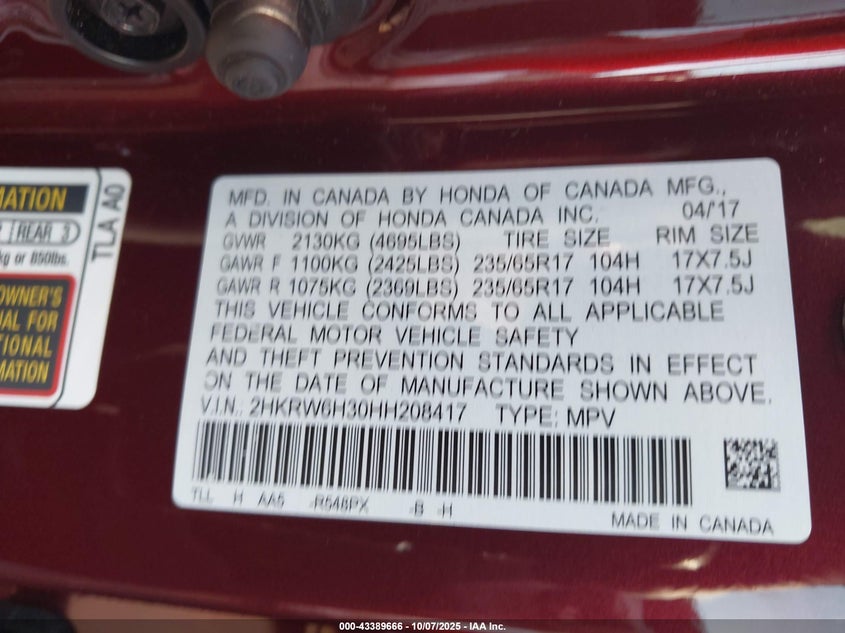 MATION
REAR 3
kg or 850lbs.
OWNER'S
AL FOR
TIONAL
MATION
TLA A0
MFD. IN CANADA BY HONDA OF CANADA MFG.,
A DIVISION OF HONDA CANADA INC. 04/17
GVWR 2130KG (4695LBS) TIRE SIZE RIM SIZE
GAWR F 1100KG (2425LBS) 235/65R17 104H 17X7.5J
GAWR R 1075KG (2369LBS) 235/65R17 104H 17X7.5J
THIS VEHICLE CONFORMS TO ALL APPLICABLE
FEDERAL MOTOR VEHICLE SAFETY
AND THEFT PREVENTION STANDARDS IN EFFECT
ON THE DATE OF MANUFACTURE SHOWN ABOVE.
V.I.N.: 2HKRW6H30HH208417 TYPE: MPV
TLL H AA5 -R548PX -B -H
MADE IN CANADA
000-43389666 - 10/07/2025 - IAA Inc.